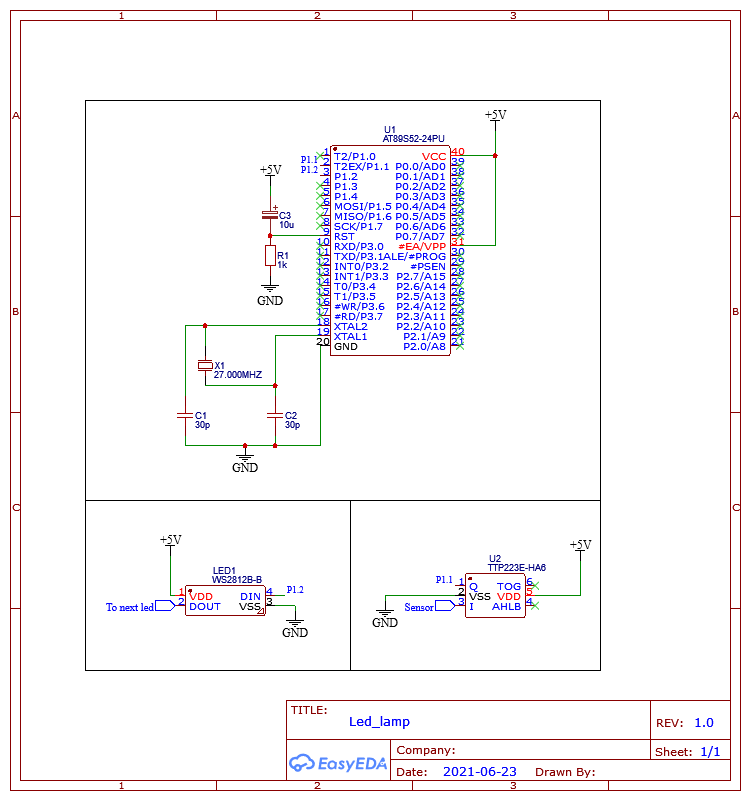 1 2 3
A A
B B
C C
U1
AT89S52-24PU
+5V
+5V
P1.1
P1.2
1 T2/P1.0
2 T2EX/P1.1
3 P1.2
4 P1.3
5 P1.4
6 MOSI/P1.5
7 MISO/P1.6
8 SCK/P1.7
9 RST
10 RXD/P3.0
11 TXD/P3.1
12 INT0/P3.2
13 INT1/P3.3
14 T0/P3.4
15 T1/P3.5
16 #WR/P3.6
17 #RD/P3.7
18 XTAL2
19 XTAL1
20 GND
VCC 40
P0.0/AD0 39
P0.1/AD1 38
P0.2/AD2 37
P0.3/AD3 36
P0.4/AD4 35
P0.5/AD5 34
P0.6/AD6 33
P0.7/AD7 32
#EA/VPP 31
ALE/#PROG 30
#PSEN 29
P2.7/A15 28
P2.6/A14 27
P2.5/A13 26
P2.4/A12 25
P2.3/A11 24
P2.2/A10 23
P2.1/A9 22
P2.0/A8 21
+
C3
10u
R1
1k
GND
X1
27.000MHZ
C1
30p
C2
30p
GND
+5V
LED1
WS2812B-B
1 VDD
To next led 2 DOUT
DIN 4 P1.2
VSS 3
GND
+5V
U2
TTP223E-HA6
P1.1 1 Q
2 VSS
Sensor 3 I
TOG 6
VDD 5
AHLB 4
GND
TITLE:
Led_lamp
REV: 1.0
EasyEDA
Company:
Sheet: 1/1
Date: 2021-06-23 Drawn By:
1 2 3